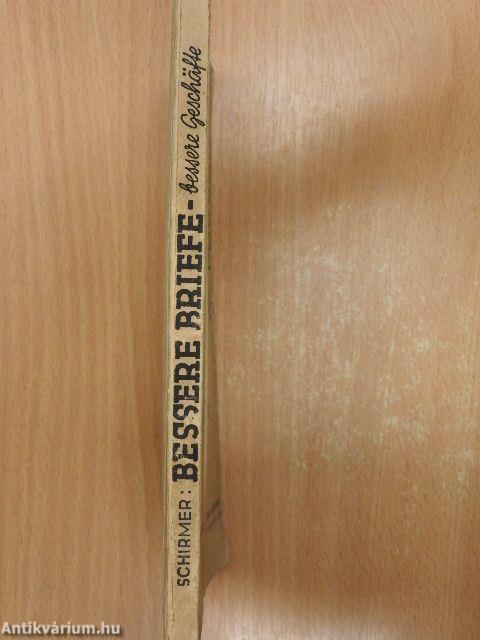 SCHIRMER: BESSERE BRIEFE - bessere Geschäfte
Antikvárium.hu